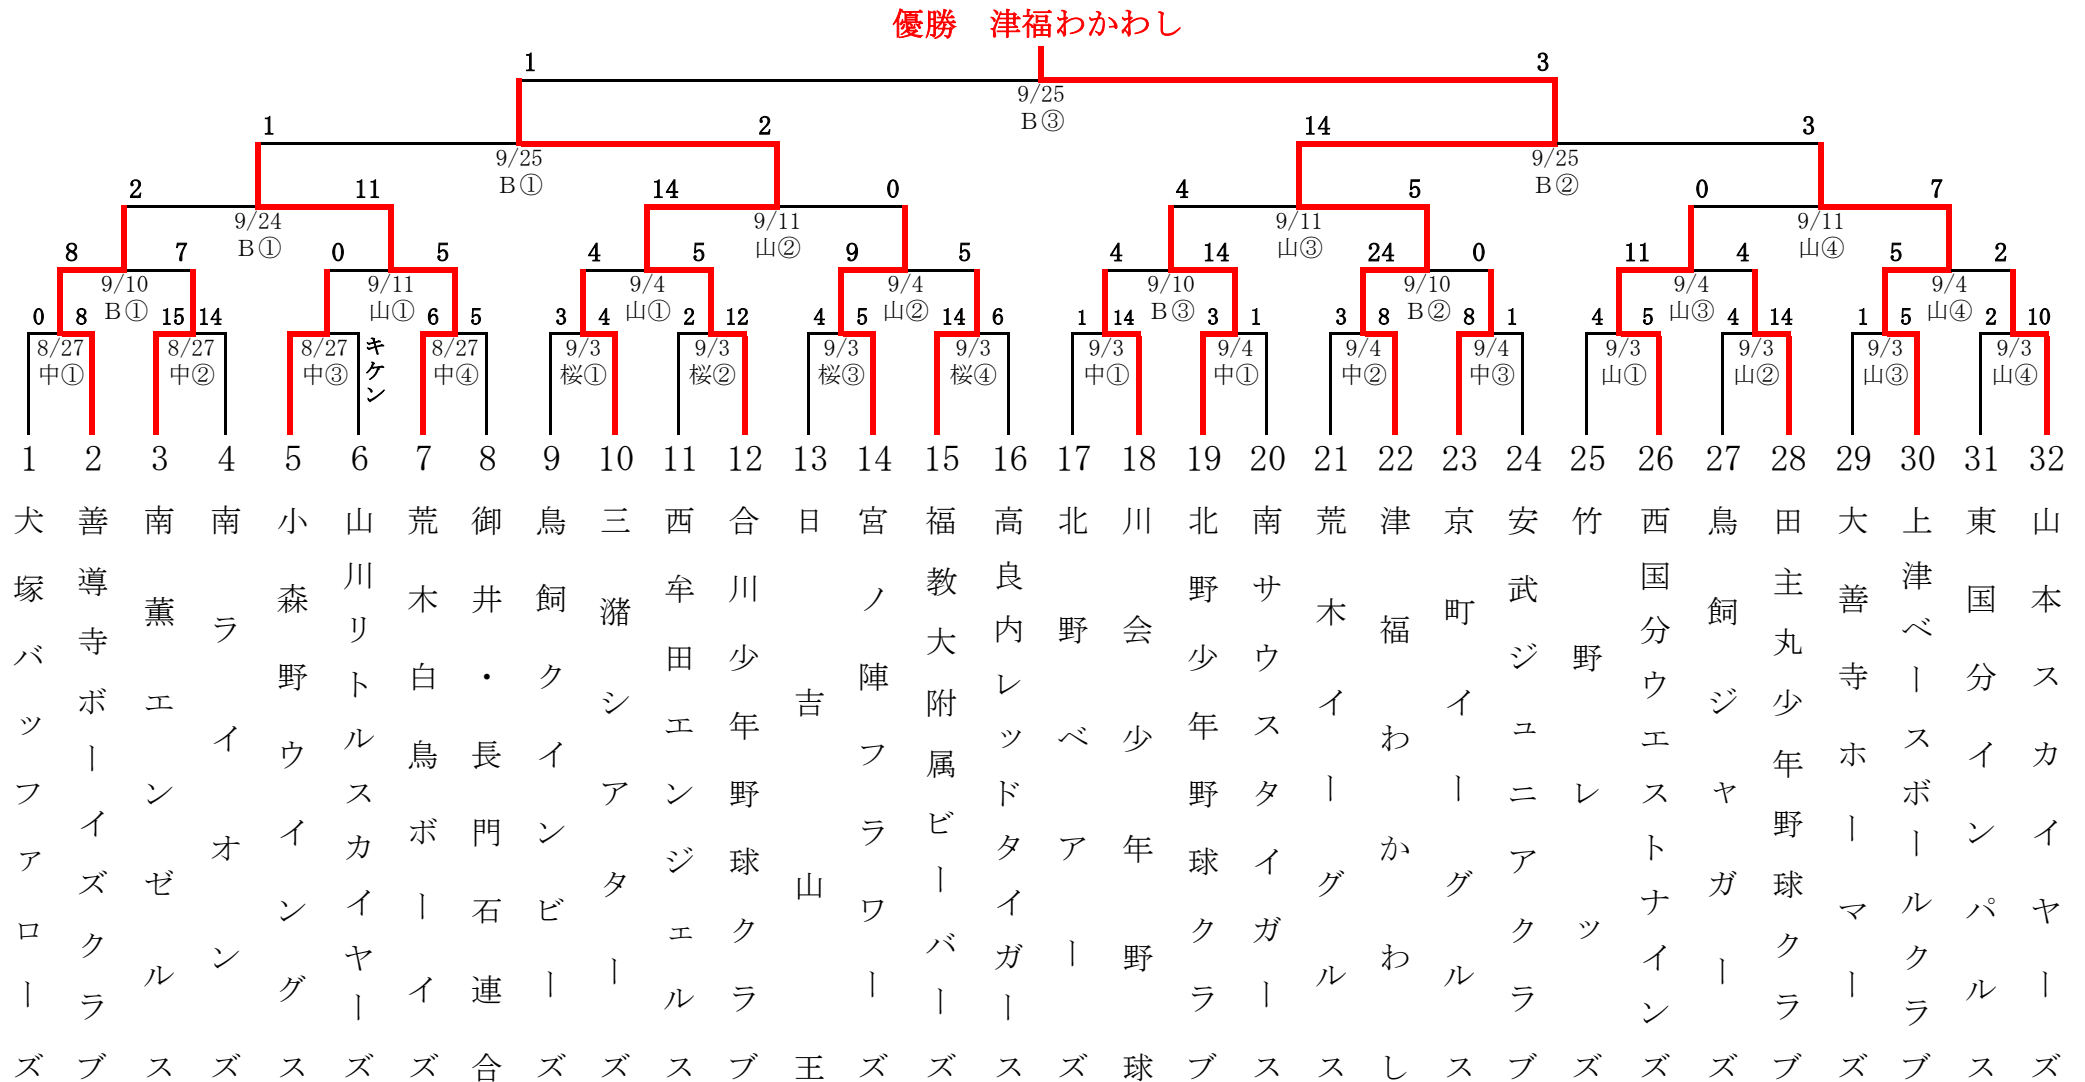 優勝　津福わかわし
1 3
9/25
Ｂ③
1 2 14 3
9/25 9/25
Ｂ① Ｂ②
2 11 14 0 4 5 0 7
9/24 9/11 9/11 9/11
Ｂ① 山② 山③ 山④
8 7 0 5 4 5 9 5 4 14 24 0 11 4 5 2
9/10 9/11 9/4 9/4 9/10 9/10 9/4 9/4
Ｂ① 山① 山① 山② Ｂ③ Ｂ② 山③ 山④
0 8 15 14 キケン 6 5 3 4 2 12 4 5 14 6 1 14 3 1 3 8 8 1 4 5 4 14 1 5 2 10
8/27 8/27 8/27 8/27 9/3 9/3 9/3 9/3 9/3 9/4 9/4 9/4 9/3 9/3 9/3 9/3
中① 中② 中③ 中④ 桜① 桜② 桜③ 桜④ 中① 中① 中② 中③ 山① 山② 山③ 山④
1 2 3 4 5 6 7 8 9 10 11 12 13 14 15 16 17 18 19 20 21 22 23 24 25 26 27 28 29 30 31 32
犬塚バッファローズ
善導寺ボーイズクラブ
南薫エンゼルス
南ライオンズ
小森野ウイングス
山川リトルスカイヤーズ
荒木白鳥ボーイズ
御井・長門石連合
鳥飼クインビーズ
三潴シアターズ
西牟田エンジェルス
合川少年野球クラブ
日吉山王
宮ノ陣フラワーズ
福教大附属ビーバーズ
高良内レッドタイガース
北野ベアーズ
川会少年野球
北野少年野球クラブ
南サウスタイガース
荒木イーグルス
津福わかわし
京町イーグルス
安武ジュニアクラブ
竹野レッズ
西国分ウエストナインズ
鳥飼ジャガーズ
田主丸少年野球クラブ
大善寺ホーマーズ
上津ベースボールクラブ
東国分インパルス
山本スカイヤーズ